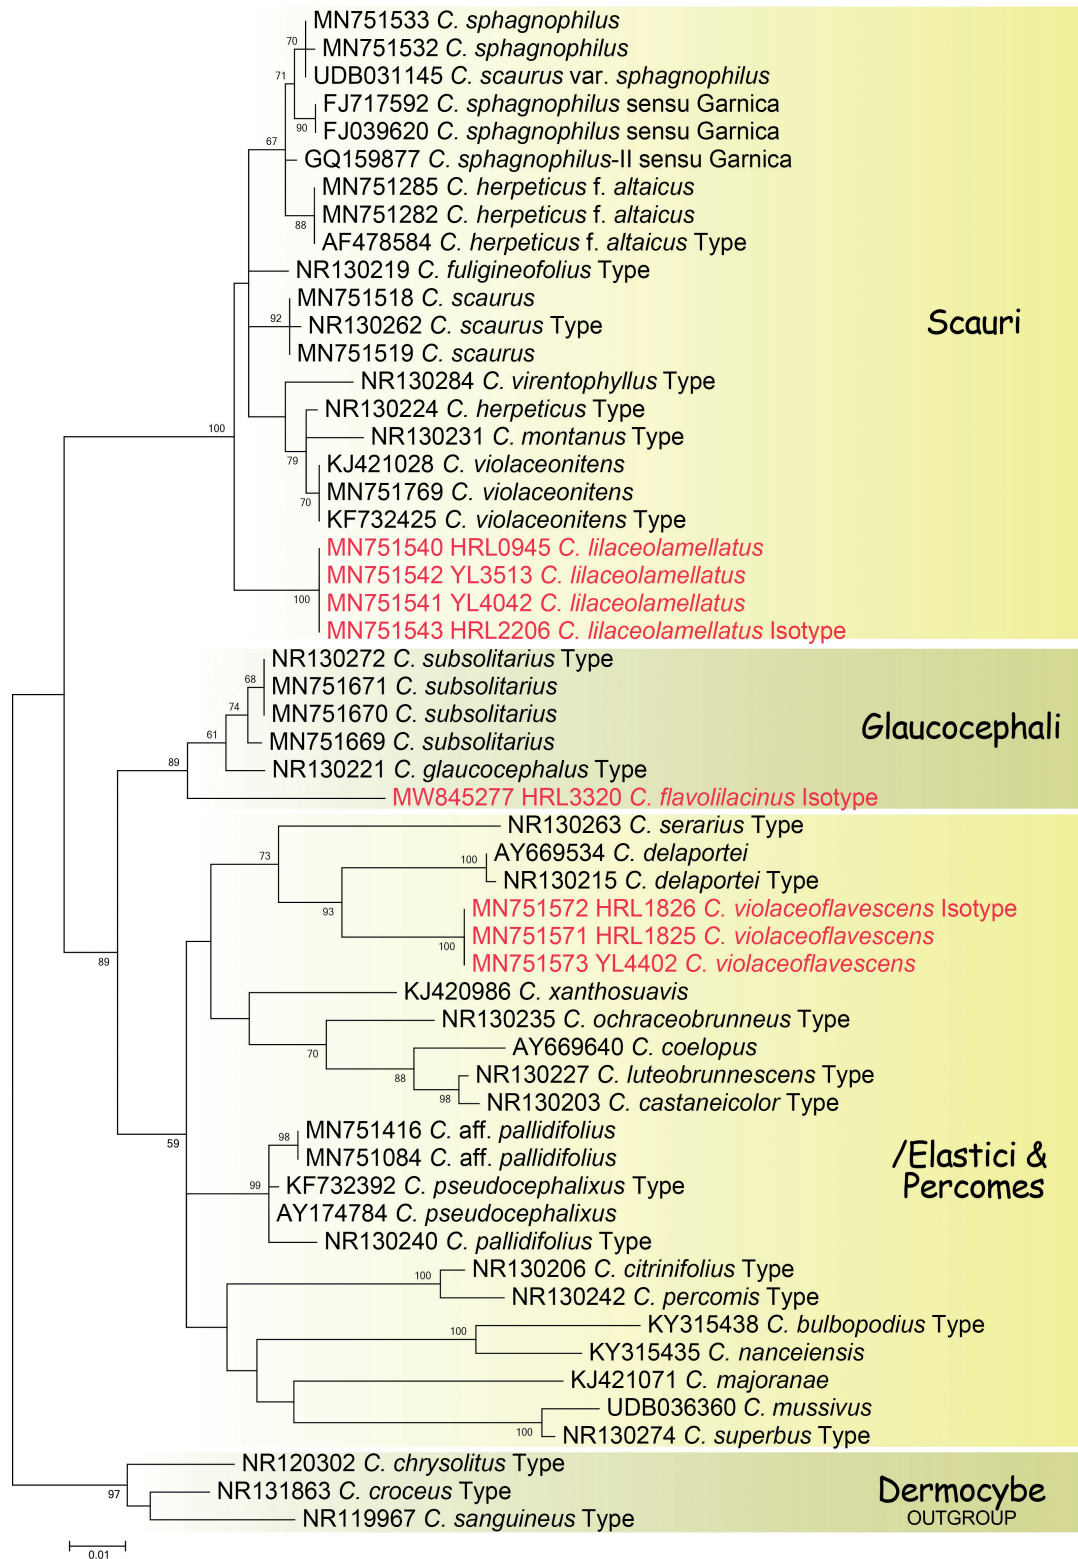 MN751533 C. sphagnophilus
70
MN751532 C. sphagnophilus
71
UDB031145 C. scaurus var. sphagnophilus
FJ717592 C. sphagnophilus sensu Garnica
90
FJ039620 C. sphagnophilus sensu Garnica
67
GQ159877 C. sphagnophilus-II sensu Garnica
MN751285 C. herpeticus f. altaicus
MN751282 C. herpeticus f. altaicus
88
AF478584 C. herpeticus f. altaicus Type
NR130219 C. fuligineofolius Type
MN751518 C. scaurus
92
NR130262 C. scaurus Type
Scauri
MN751519 C. scaurus
NR130284 C. virentophyllus Type
NR130224 C. herpeticus Type
100
NR130231 C. montanus Type
79
KJ421028 C. violaceonitens
MN751769 C. violaceonitens
70
KF732425 C. violaceonitens Type
MN751540 HRL0945 C. lilaceolamellatus
MN751542 YL3513 C. lilaceolamellatus
100
MN751541 YL4042 C. lilaceolamellatus
MN751543 HRL2206 C. lilaceolamellatus Isotype
NR130272 C. subsolitarius Type
68
MN751671 C. subsolitarius
74
MN751670 C. subsolitarius
Glaucocephali
61
MN751669 C. subsolitarius
89
NR130221 C. glaucocephalus Type
MW845277 HRL3320 C. flavolilacinus Isotype
NR130263 C. serarius Type
73
AY669534 C. delaportei
100
NR130215 C. delaportei Type
93
MN751572 HRL1826 C. violaceoflavescens Isotype
MN751571 HRL1825 C. violaceoflavescens
100
89
MN751573 YL4402 C. violaceoflavescens
KJ420986 C. xanthosuavis
NR130235 C. ochraceobrunneus Type
70
AY669640 C. coelopus
88
NR130227 C. luteobrunnescens Type
98
NR130203 C. castaneicolor Type
MN751416 C. aff. pallidifolius
98
59
MN751084 C. aff. pallidifolius
/Elastici &
Percomes
99
KF732392 C. pseudocephalixus Type
AY174784 C. pseudocephalixus
NR130240 C. pallidifolius Type
NR130206 C. citrinifolius Type
100
NR130242 C. percomis Type
KY315438 C. bulbopodius Type
100
KY315435 C. nanceiensis
KJ421071 C. majoranae
UDB036360 C. mussivus
100
NR130274 C. superbus Type
NR120302 C. chrysolitus Type
97
NR131863 C. croceus Type
Dermocybe
OUTGROUP
NR119967 C. sanguineus Type
0.01